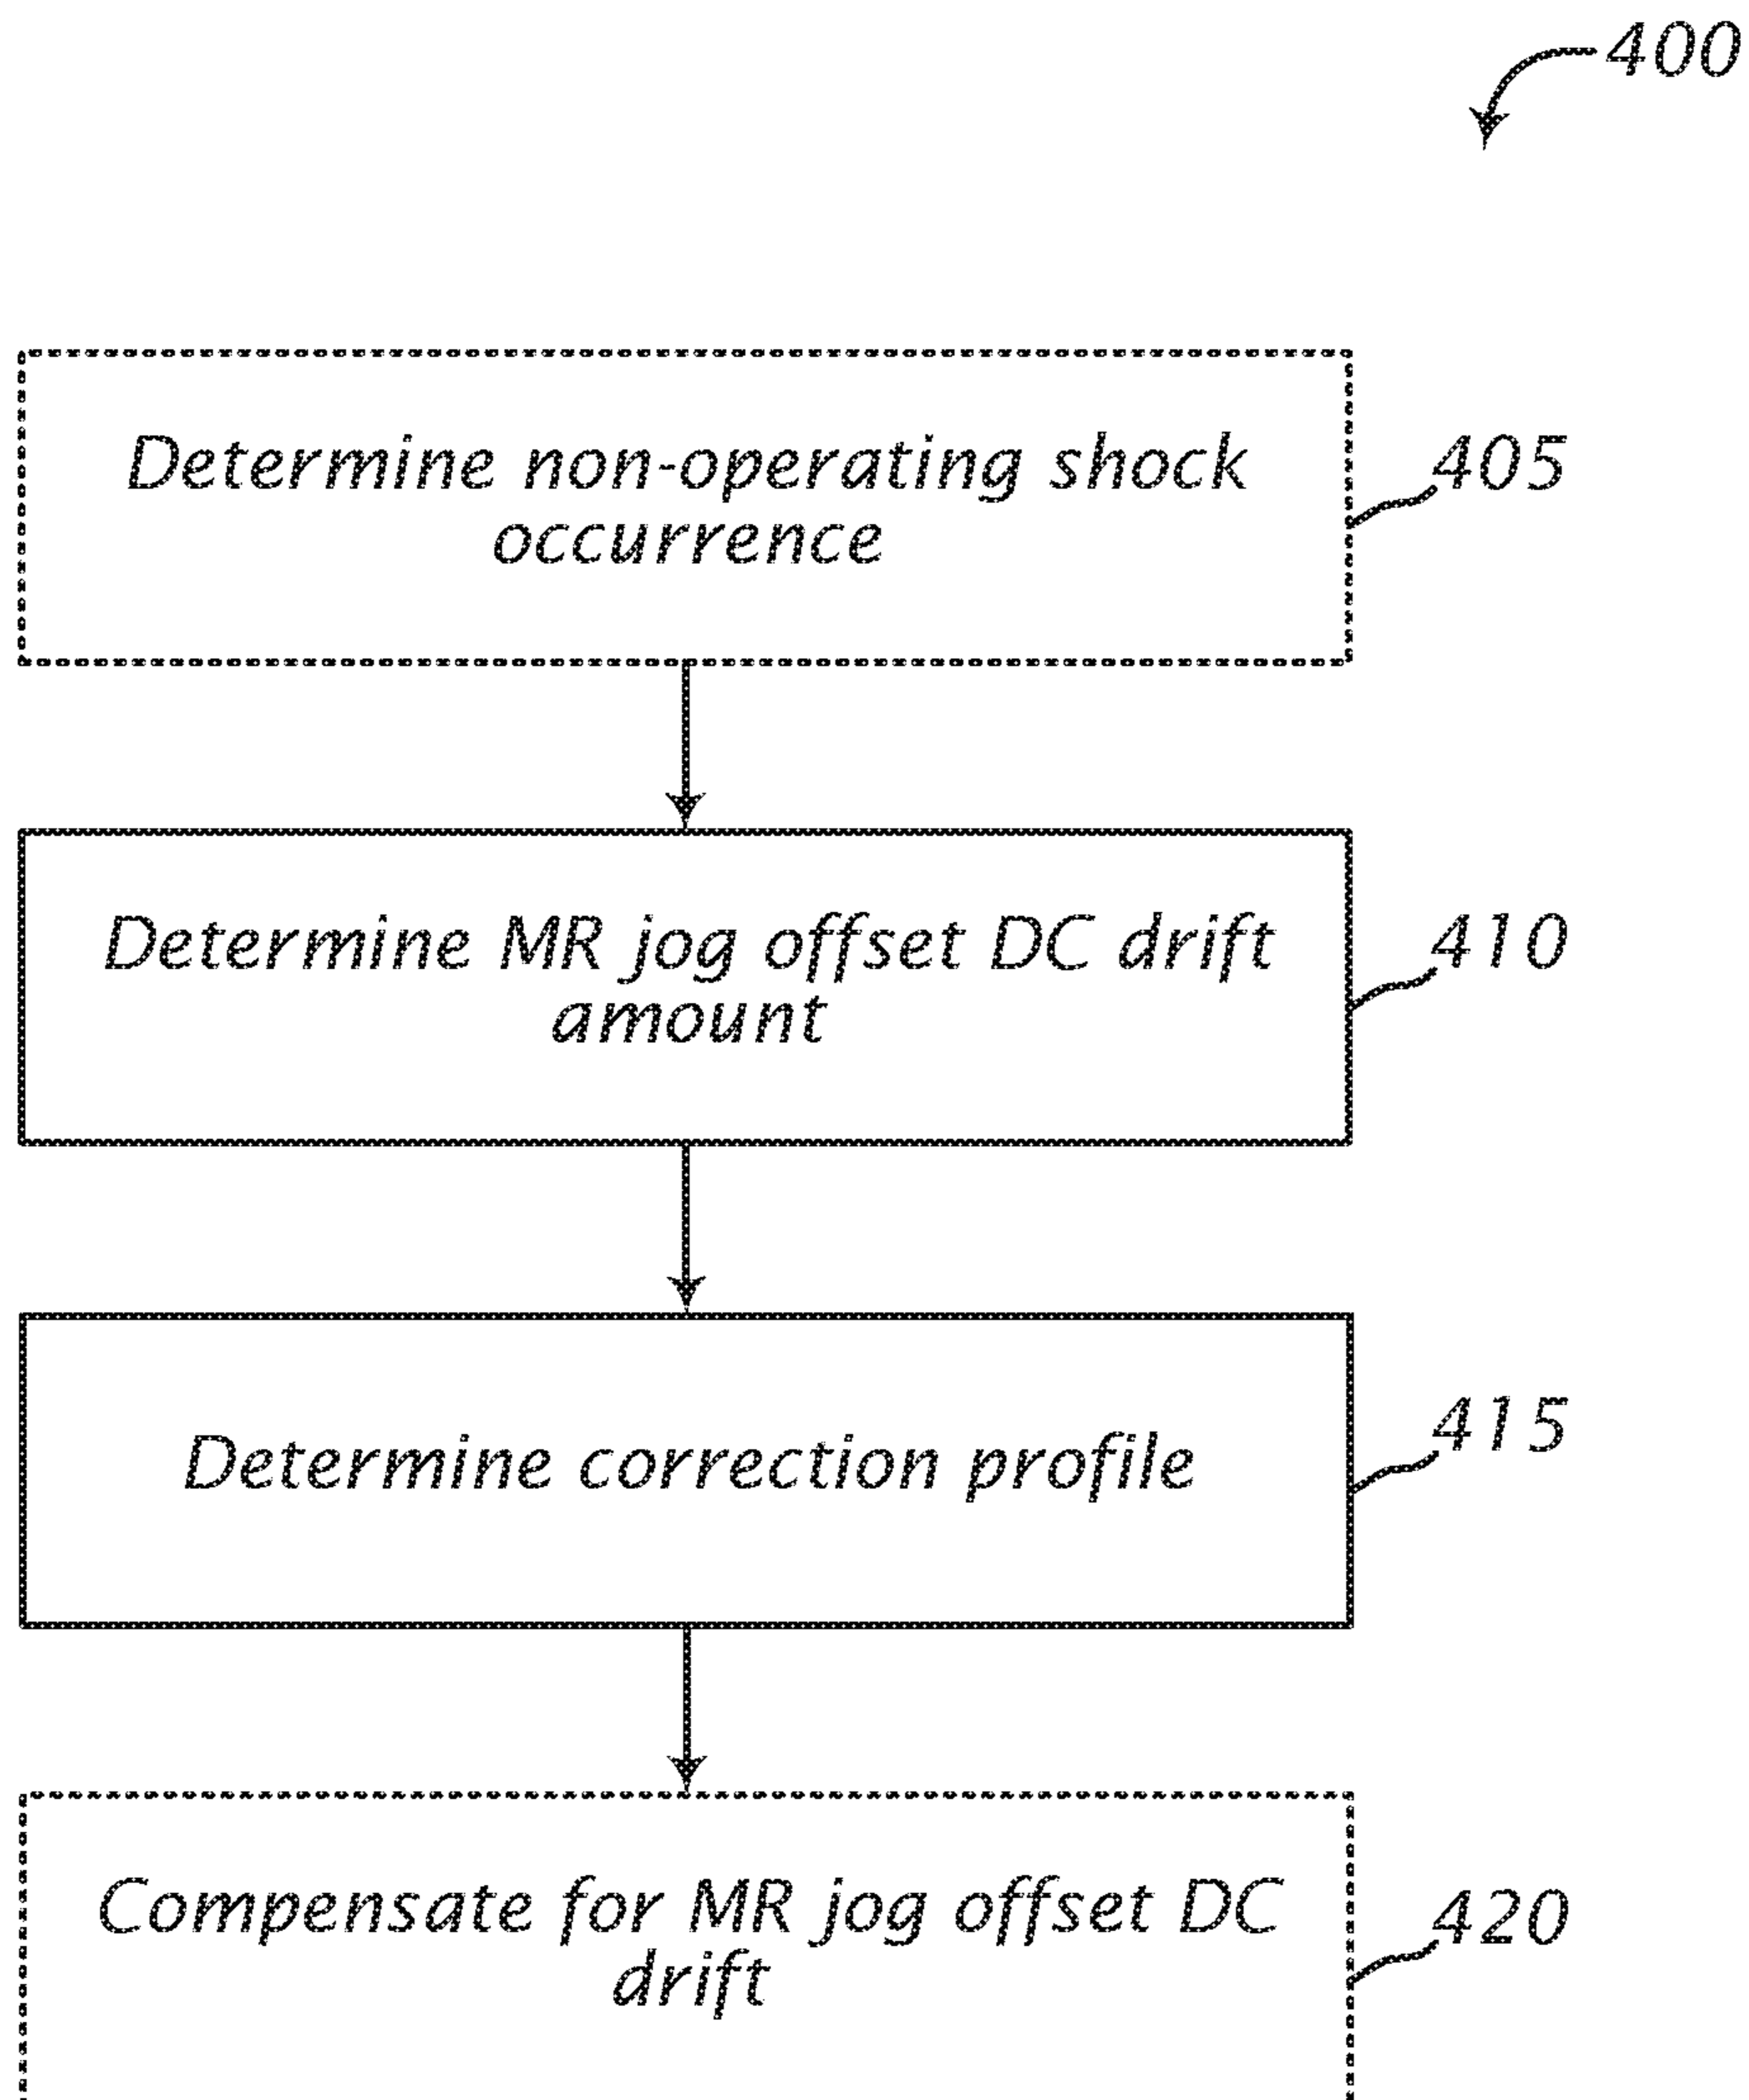 400
Determine non-operating shock
occurrence
405
Determine MR jog offset DC drift
amount
410
Determine correction profile
415
Compensate for MR jog offset DC
drift
420